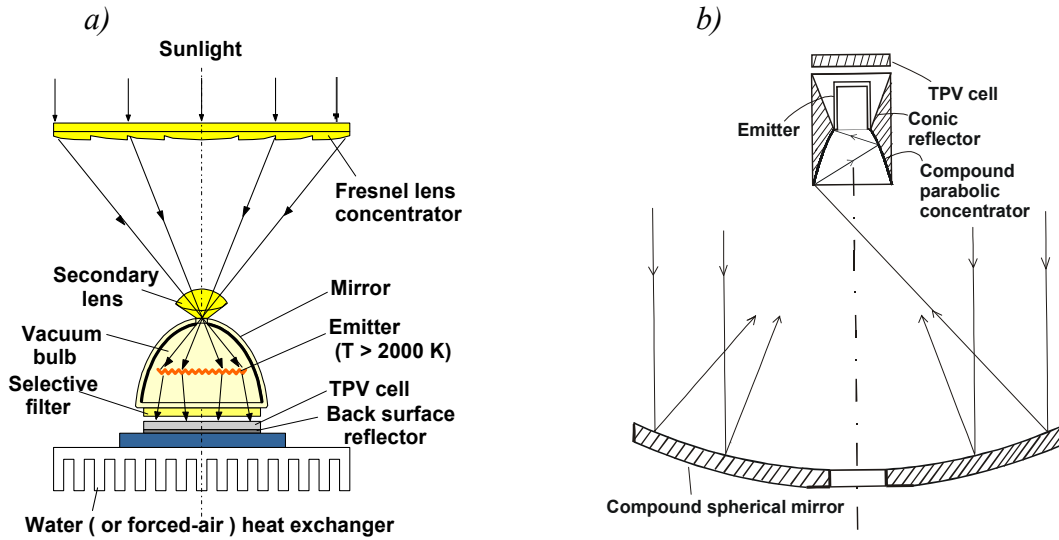 a)
Sunlight
Fresnel lens
concentrator
Secondary
lens
Mirror
Vacuum
bulb
Emitter
(T > 2000 K)
Selective
filter
TPV cell
Back surface
reflector
Water ( or forced-air ) heat exchanger
b)
TPV cell
Emitter
Conic
reflector
Compound
parabolic
concentrator
Compound spherical mirror